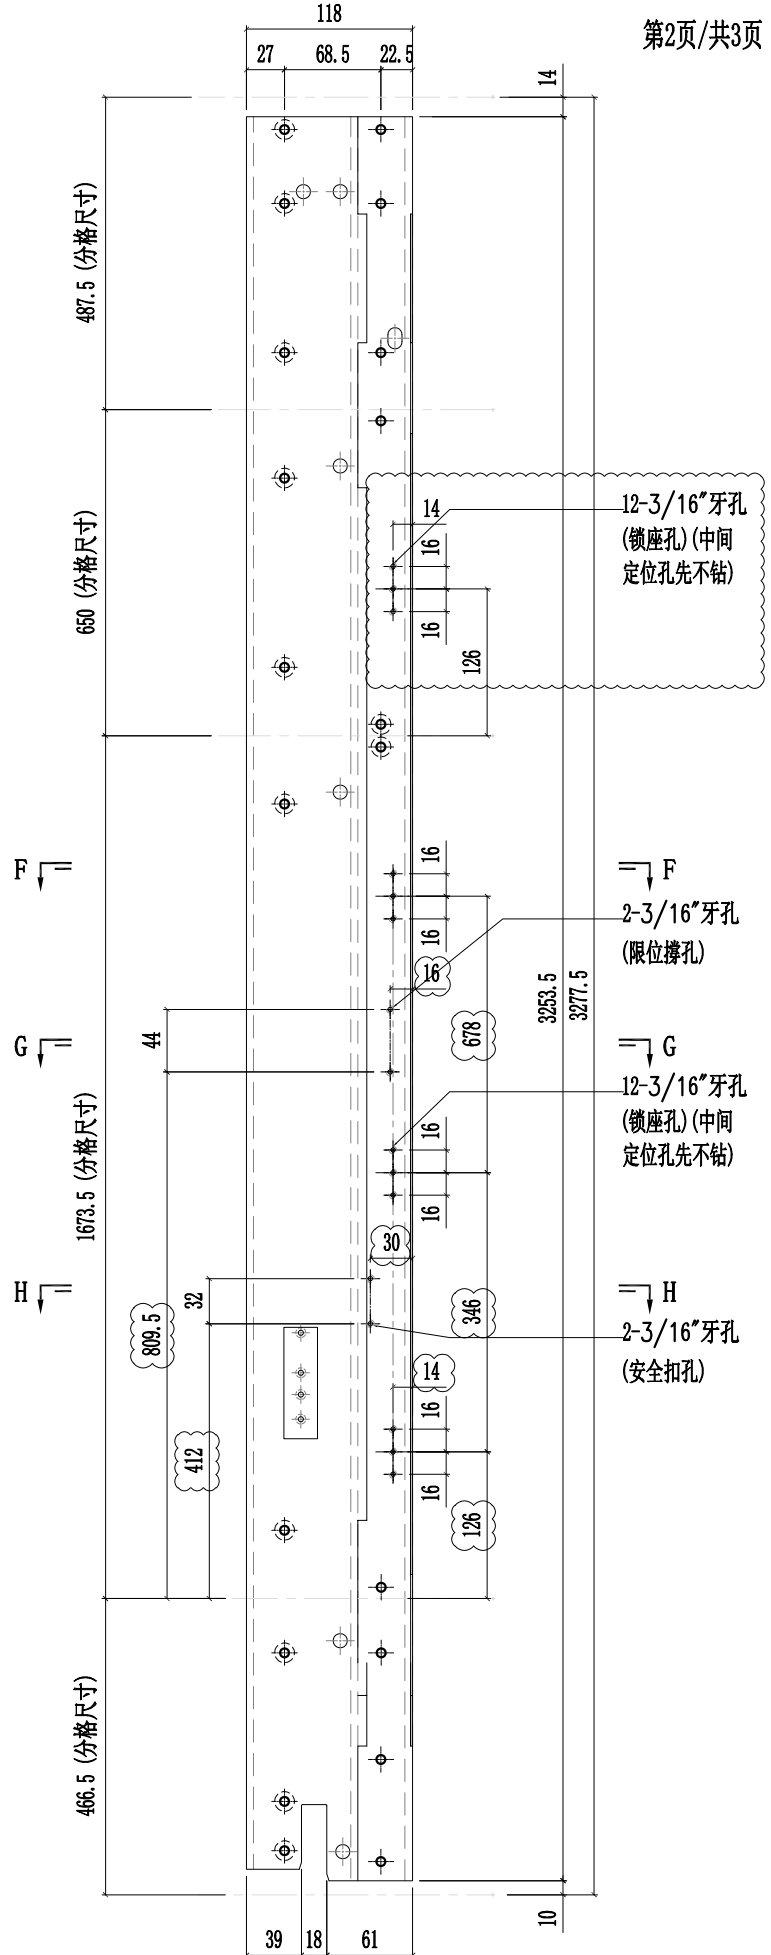 118
第2页/共3页
27
68.5
22.5
14
487.5 (分格尺寸)
14
12-3/16"牙孔
(锁座孔)(中间
定位孔先不钻)
16
650 (分格尺寸)
16
126
F
16
F
2-3/16"牙孔
(限位撑孔)
16
16
3253.5
3277.5
G
44
678
G
12-3/16"牙孔
(锁座孔)(中间
定位孔先不钻)
16
1673.5 (分格尺寸)
16
30
H
32
346
H
809.5
2-3/16"牙孔
(安全扣孔)
14
16
412
16
126
466.5 (分格尺寸)
10
39
18
61